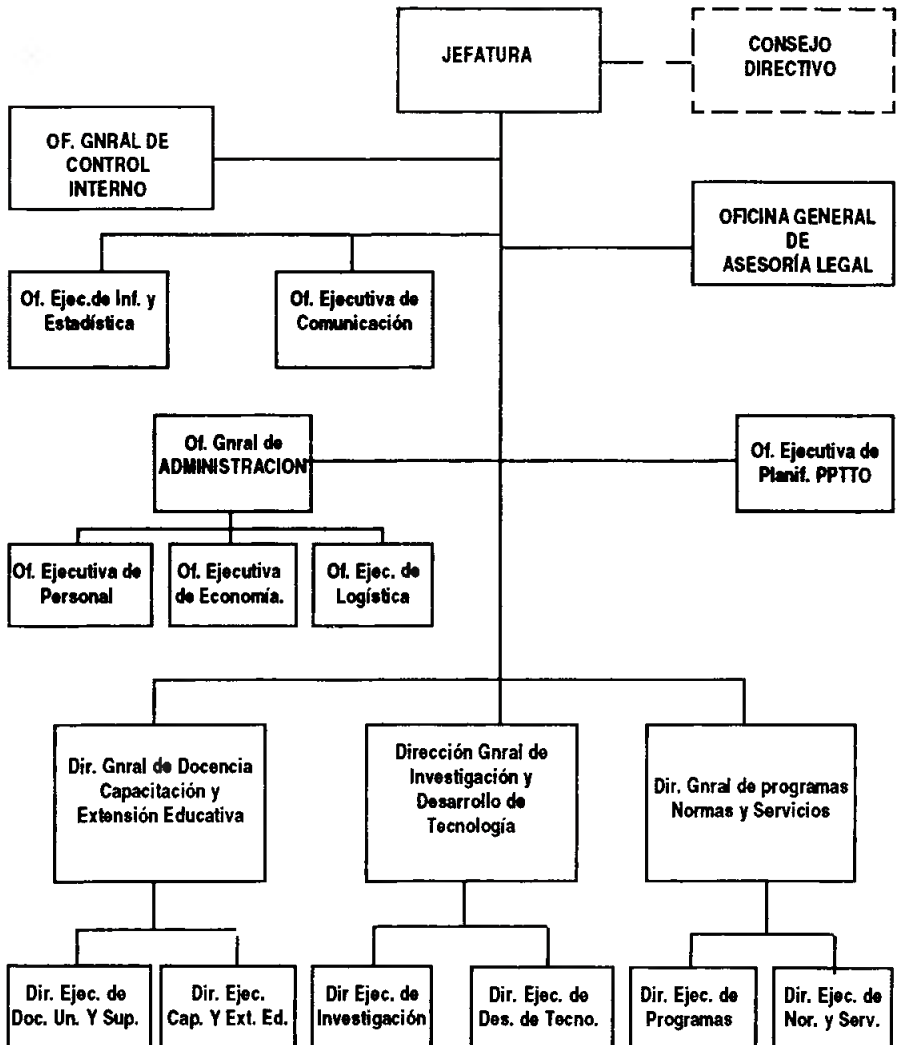 JEFATURA
CONSEJO
DIRECTIVO
OF. GNRAL DE
CONTROL
INTERNO
OFICINA GENERAL
DE
ASESORÍA LEGAL
Of. Ejec.de Inf. y
Estadística
Of. Ejecutiva de
Comunicación
Of. Gnral de
ADMINISTRACION
Of. Ejecutiva de
Planif. PPTTO
Of. Ejecutiva de
Personal
Of. Ejecutiva
de Economía.
Of. Ejec. de
Logística
Dir. Gnral de Docencia
Capacitación y
Extensión Educativa
Dirección Gnral de
Investigación y
Desarrollo de
Tecnología
Dir. Gnral de programas
Normas y Servicios
Dir. Ejec. de
Doc. Un. Y Sup.
Dir. Ejec.
Cap. Y Ext. Ed.
Dir Ejec. de
Investigación
Dir. Ejec. de
Des. de Tecno.
Dir. Ejec. de
Programas
Dir. Ejec. de
Nor. y Serv.